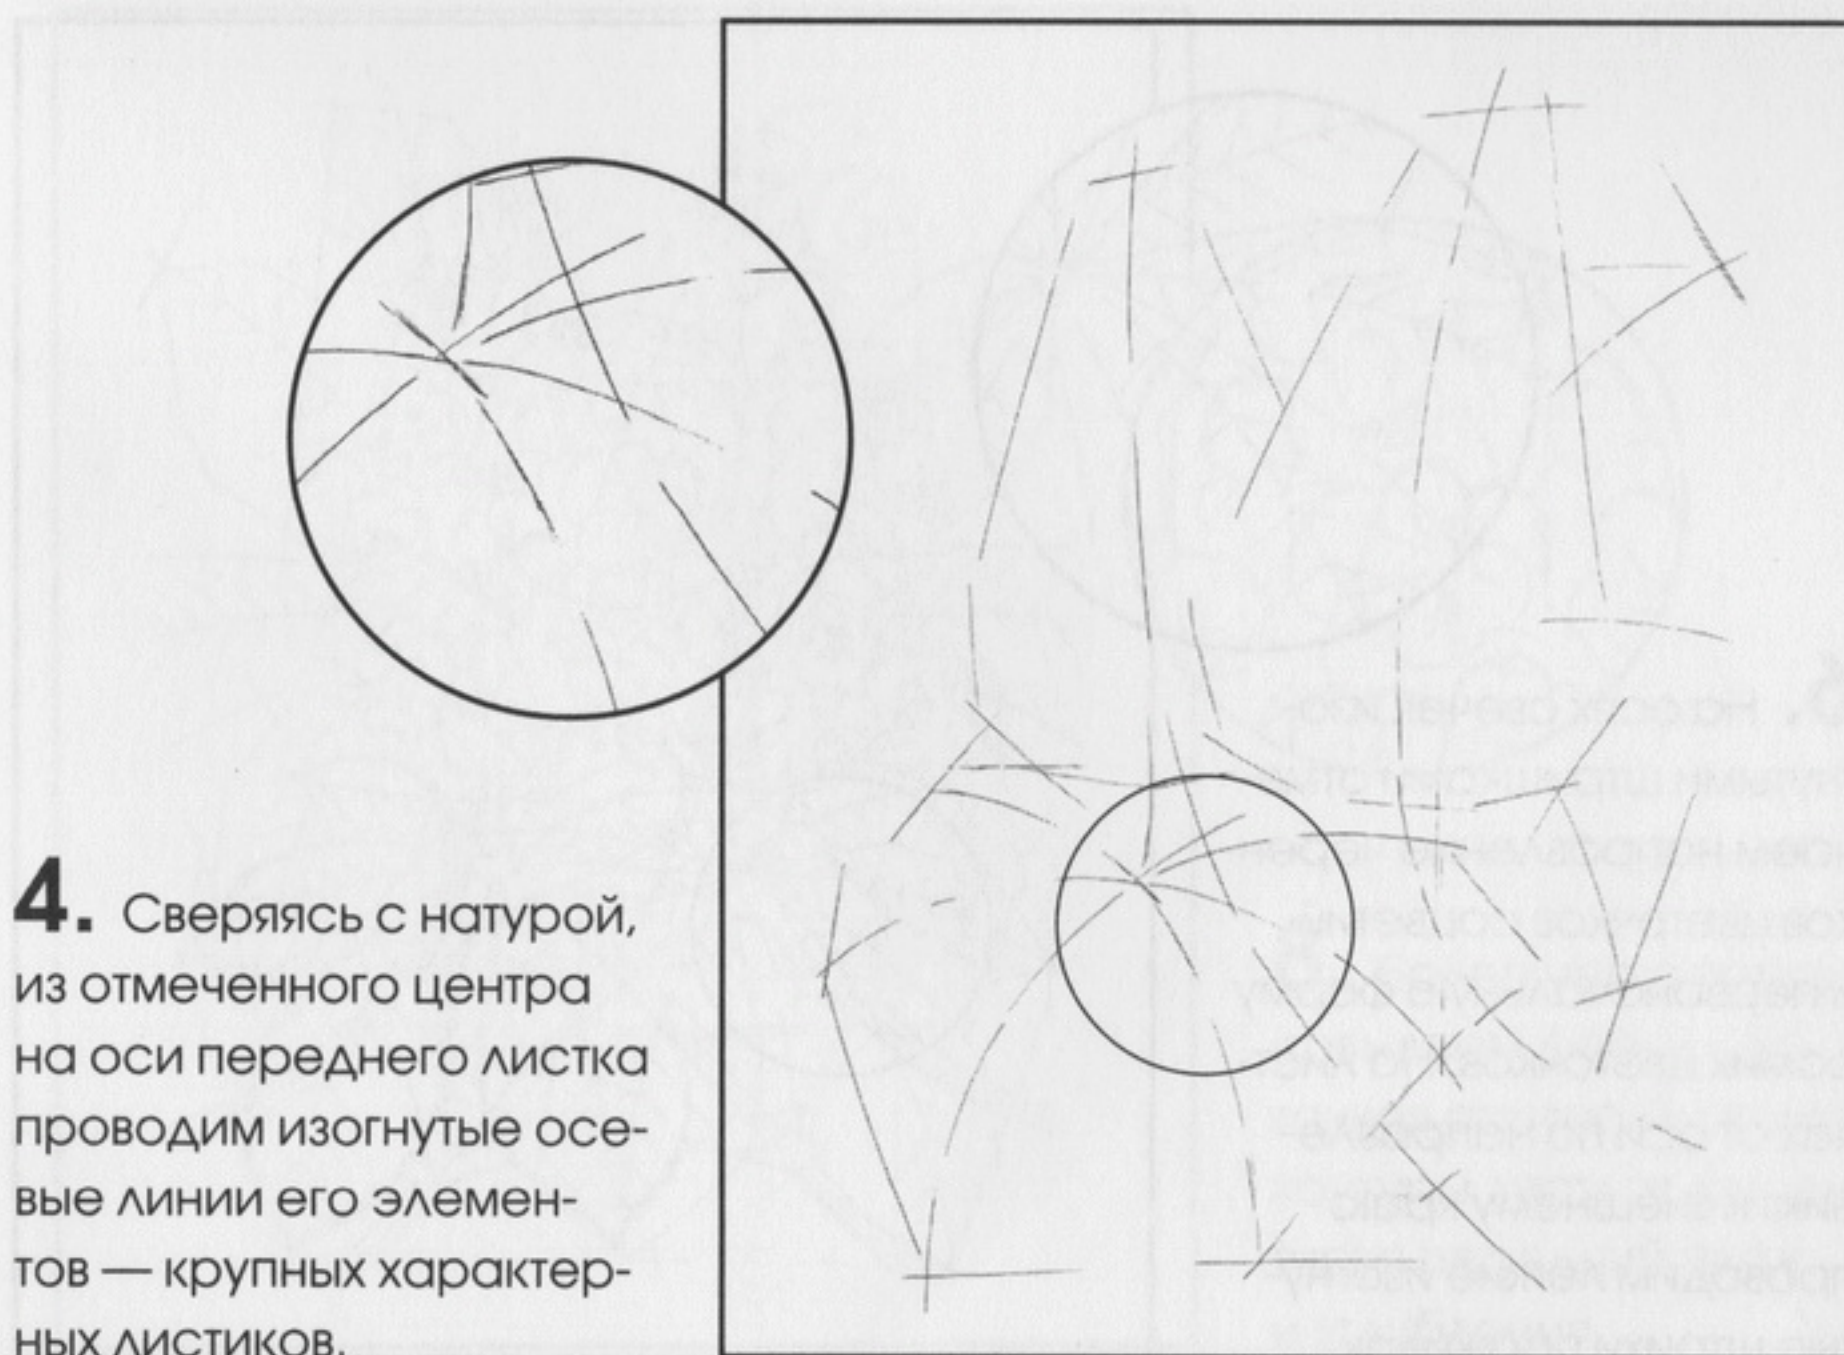 4. Сверяясь с натурой,
из отмеченного центра
на оси переднего листка
проводим изогнутые осе-
вые линии его элемен-
тов — крупных характер-
ных листиков.